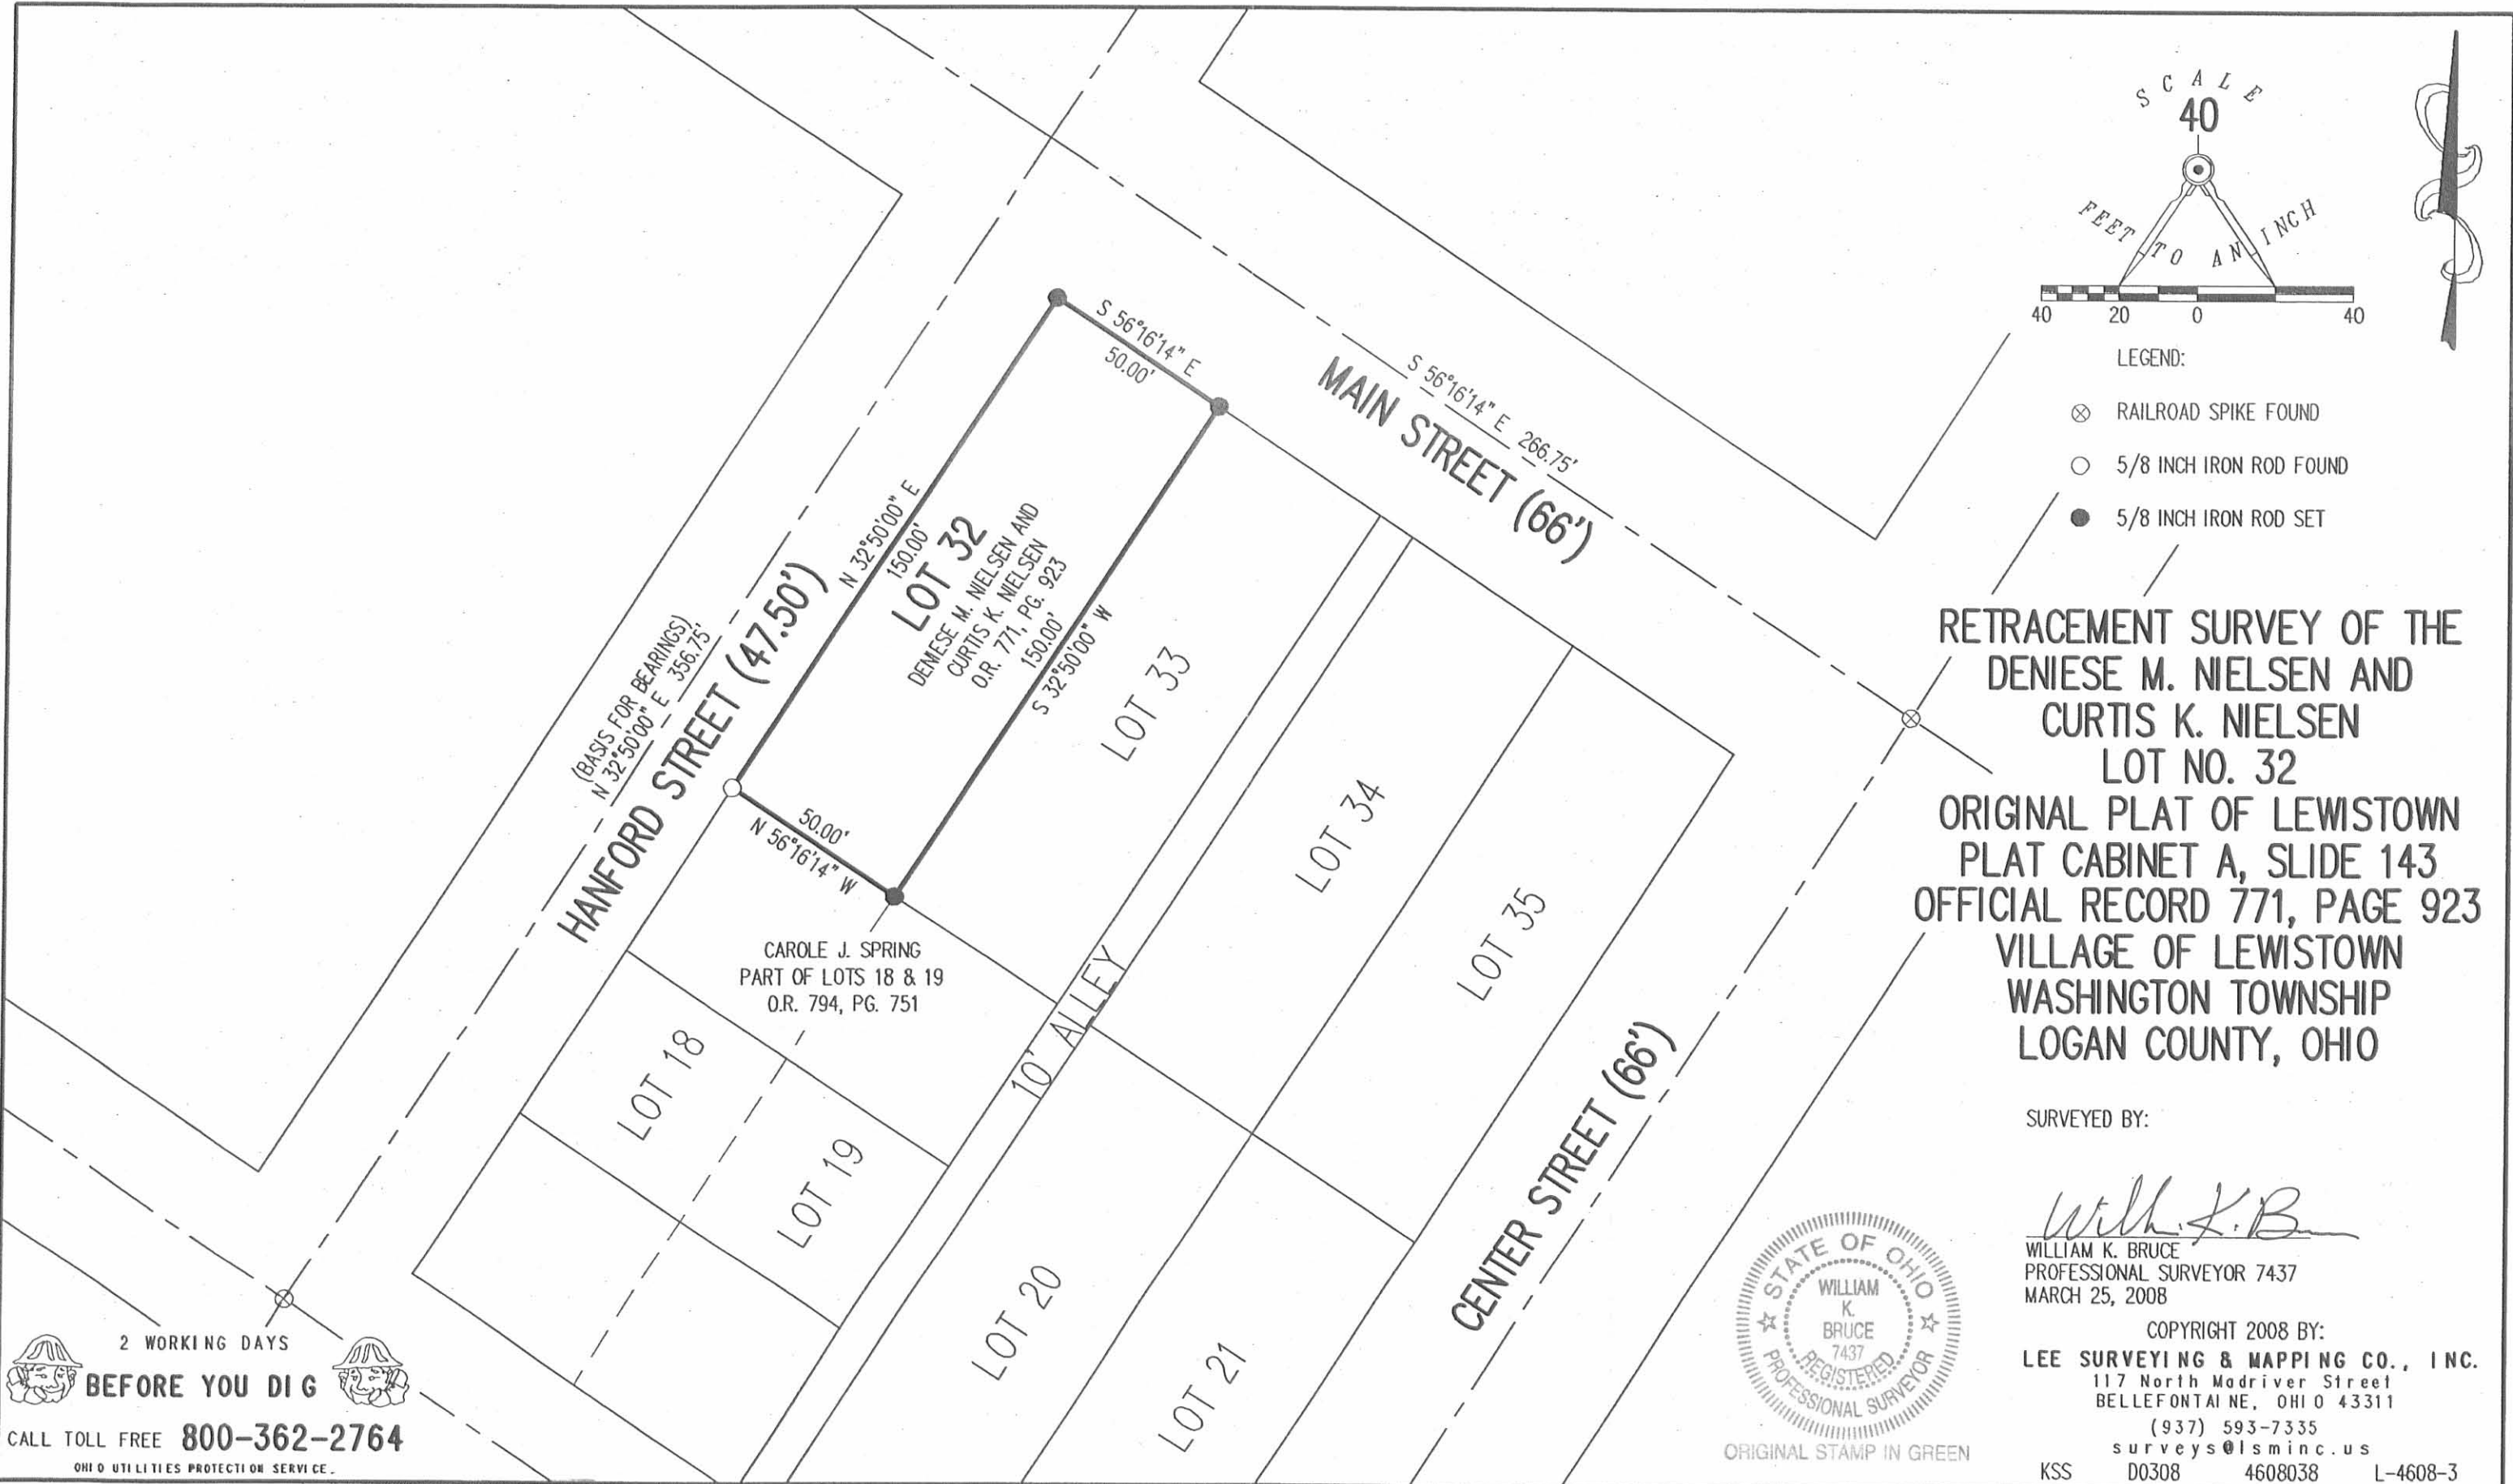 SCALE
40
FEET TO AN INCH
40 20 0 40
LEGEND:
RAILROAD SPIKE FOUND
5/8 INCH IRON ROD FOUND
5/8 INCH IRON ROD SET
S 56°16'14" E
50.00'
S 56°16'14" E 266.75'
MAIN STREET (66')
N 32°50'00" E
150.00'
LOT 32
DENIESE M. NIELSEN AND
CURTIS K. NIELSEN
O.R. 771, PG. 923
150.00'
S 32°50'00" W
(BASIS FOR BEARINGS)
N 32°50'00" E 356.75'
HANFORD STREET (47.50')
50.00'
N 56°16'14" W
LOT 33
LOT 34
LOT 35
CAROLE J. SPRING
PART OF LOTS 18 & 19
O.R. 794, PG. 751
10' ALLEY
LOT 18
LOT 19
LOT 20
LOT 21
CENTER STREET (66')
RETRACEMENT SURVEY OF THE
DENIESE M. NIELSEN AND
CURTIS K. NIELSEN
LOT NO. 32
ORIGINAL PLAT OF LEWISTOWN
PLAT CABINET A, SLIDE 143
OFFICIAL RECORD 771, PAGE 923
VILLAGE OF LEWISTOWN
WASHINGTON TOWNSHIP
LOGAN COUNTY, OHIO
SURVEYED BY:
Will. K. B
WILLIAM K. BRUCE
PROFESSIONAL SURVEYOR 7437
MARCH 25, 2008
COPYRIGHT 2008 BY:
LEE SURVEYING & MAPPING CO., INC.
117 North Madriver Street
BELLEFONTAINE, OHIO 43311
(937) 593-7335
surveys@lsminc.us
KSS D0308 4608038 L-4608-3
STATE OF OHIO
WILLIAM
K.
BRUCE
7437
REGISTERED
PROFESSIONAL SURVEYOR
ORIGINAL STAMP IN GREEN
2 WORKING DAYS
BEFORE YOU DIG
CALL TOLL FREE 800-362-2764
OHIO UTILITIES PROTECTION SERVICE.